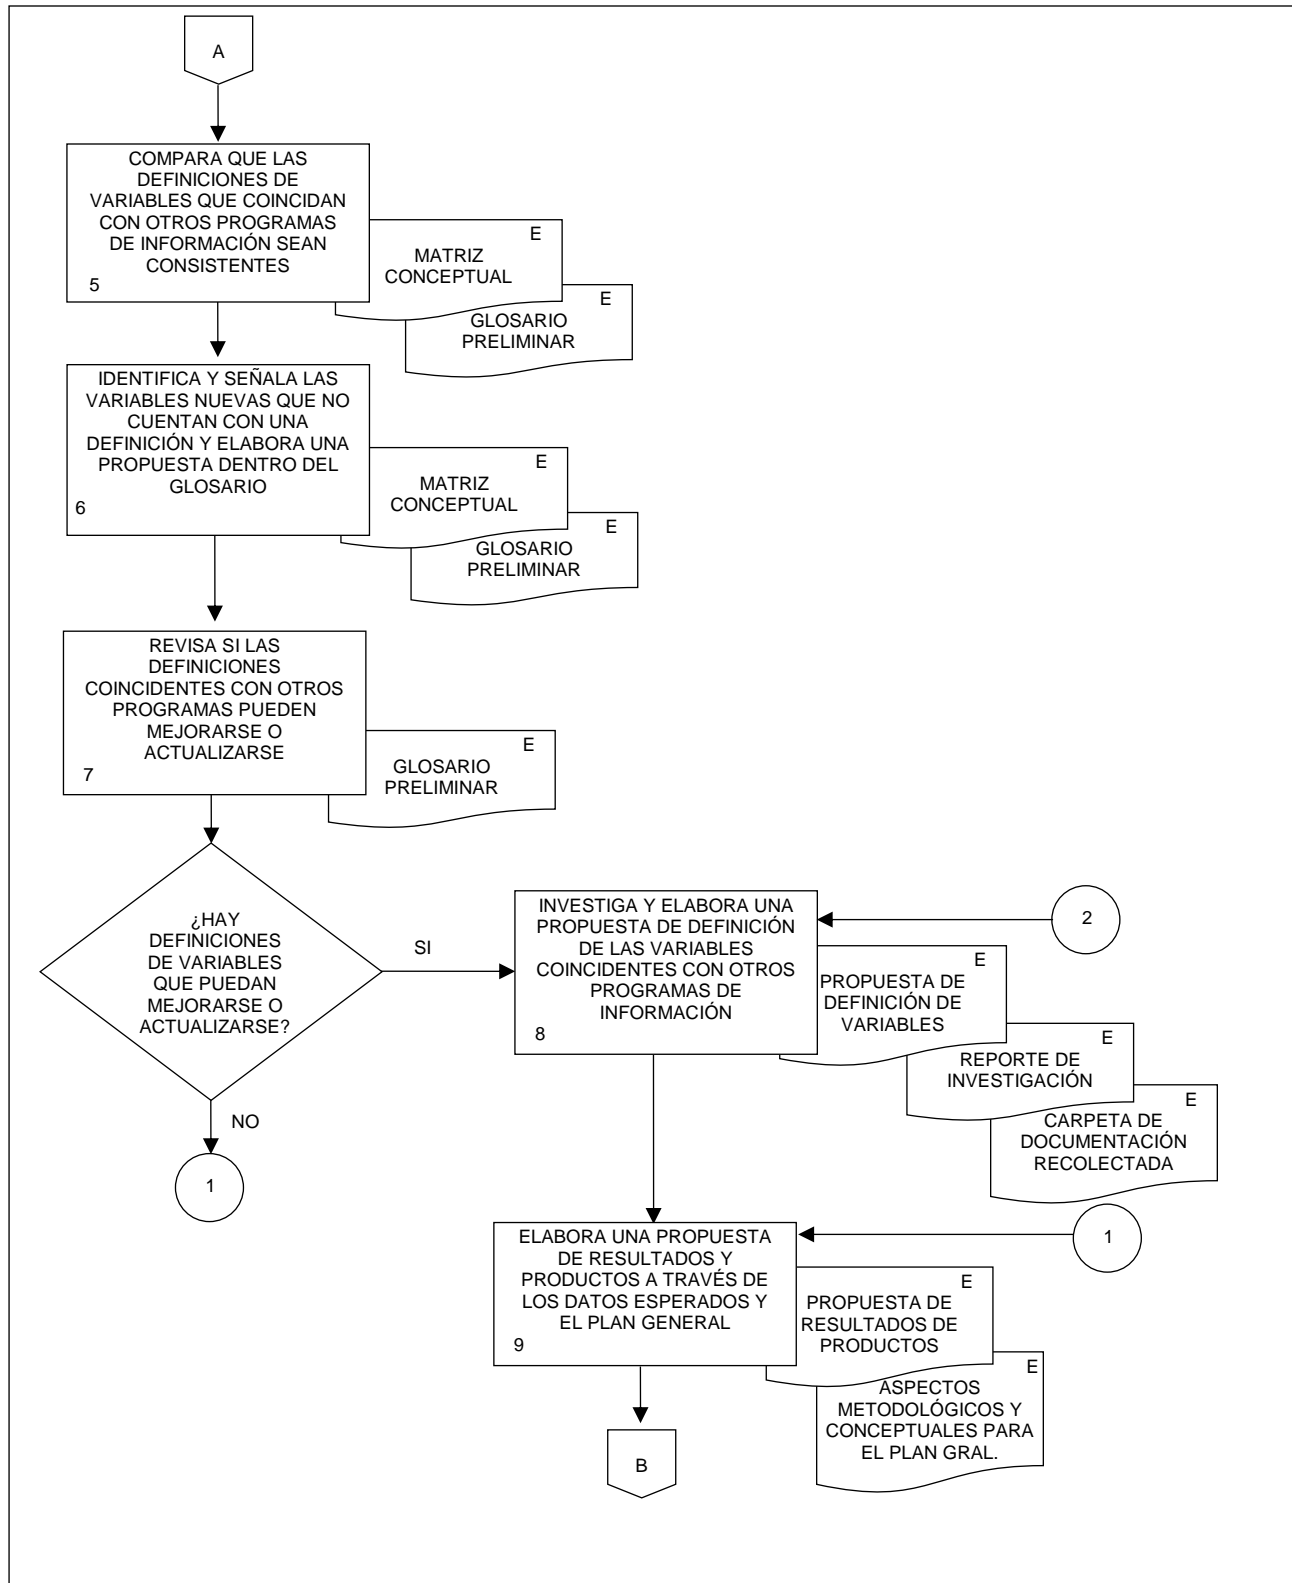 A
COMPARA QUE LAS
DEFINICIONES DE
VARIABLES QUE COINCIDAN
CON OTROS PROGRAMAS
DE INFORMACIÓN SEAN
CONSISTENTES
5
E
MATRIZ
CONCEPTUAL
E
GLOSARIO
PRELIMINAR
IDENTIFICA Y SEÑALA LAS
VARIABLES NUEVAS QUE NO
CUENTAN CON UNA
DEFINICIÓN Y ELABORA UNA
PROPUESTA DENTRO DEL
GLOSARIO
6
E
MATRIZ
CONCEPTUAL
E
GLOSARIO
PRELIMINAR
REVISA SI LAS
DEFINICIONES
COINCIDENTES CON OTROS
PROGRAMAS PUEDEN
MEJORARSE O
ACTUALIZARSE
7
E
GLOSARIO
PRELIMINAR
¿HAY
DEFINICIONES
DE VARIABLES
QUE PUEDAN
MEJORARSE O
ACTUALIZARSE?
SI
NO
1
INVESTIGA Y ELABORA UNA
PROPUESTA DE DEFINICIÓN
DE LAS VARIABLES
COINCIDENTES CON OTROS
PROGRAMAS DE
INFORMACIÓN
8
2
E
PROPUESTA DE
DEFINICIÓN DE
VARIABLES
E
REPORTE DE
INVESTIGACIÓN
E
CARPETA DE
DOCUMENTACIÓN
RECOLECTADA
ELABORA UNA PROPUESTA
DE RESULTADOS Y
PRODUCTOS A TRAVÉS DE
LOS DATOS ESPERADOS Y
EL PLAN GENERAL
9
1
E
PROPUESTA DE
RESULTADOS DE
PRODUCTOS
E
ASPECTOS
METODOLÓGICOS Y
CONCEPTUALES PARA
EL PLAN GRAL.
B